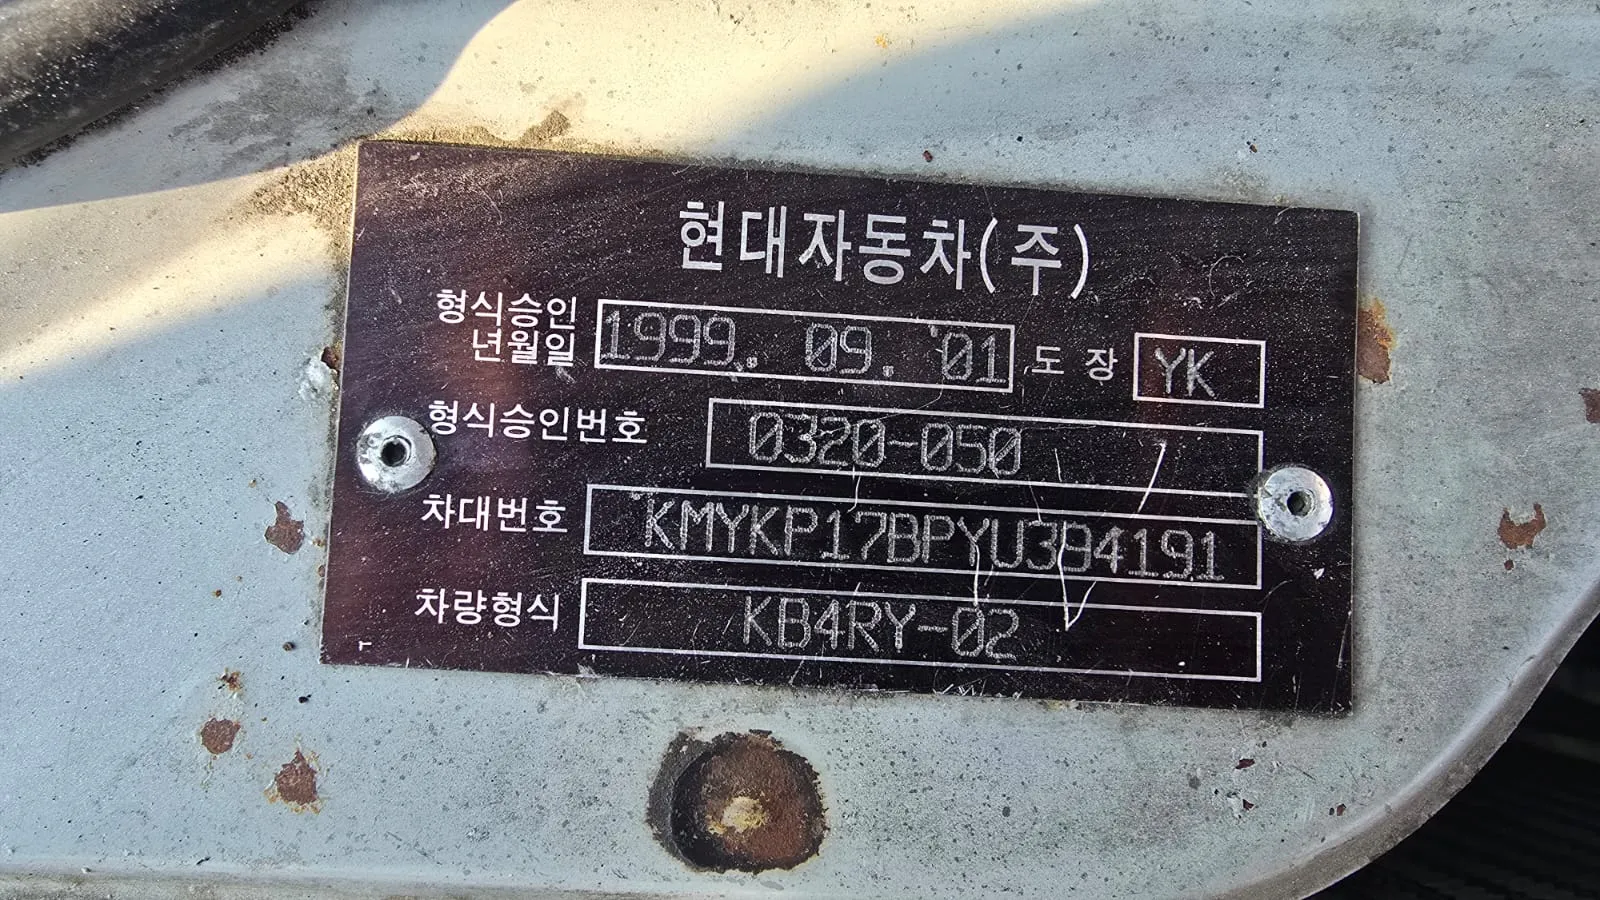 현대자동차(주)
형식승인
년월일 1999. 09. 01 도장 YK
형식승인번호 0320-050
차대번호 KMYKP17BPYU394191
차량형식 KB4RY-02